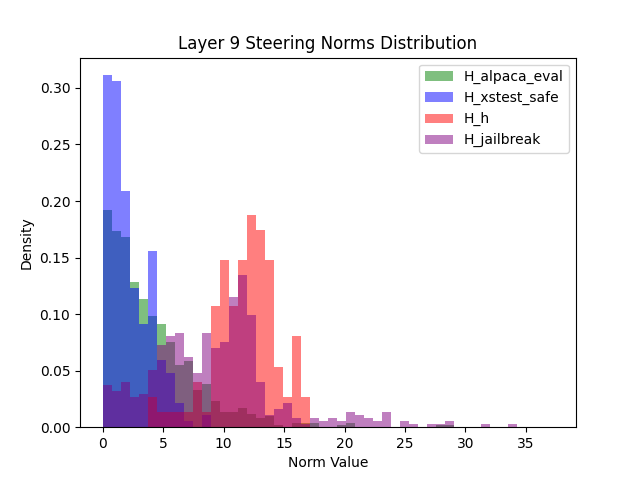 Layer 9 Steering Norms Distribution
H_alpaca_eval
H_xstest_safe
H_h
H_jailbreak
Density
0.30
0.25
0.20
0.15
0.10
0.05
0.00
0 5 10 15 20 25 30 35
Norm Value